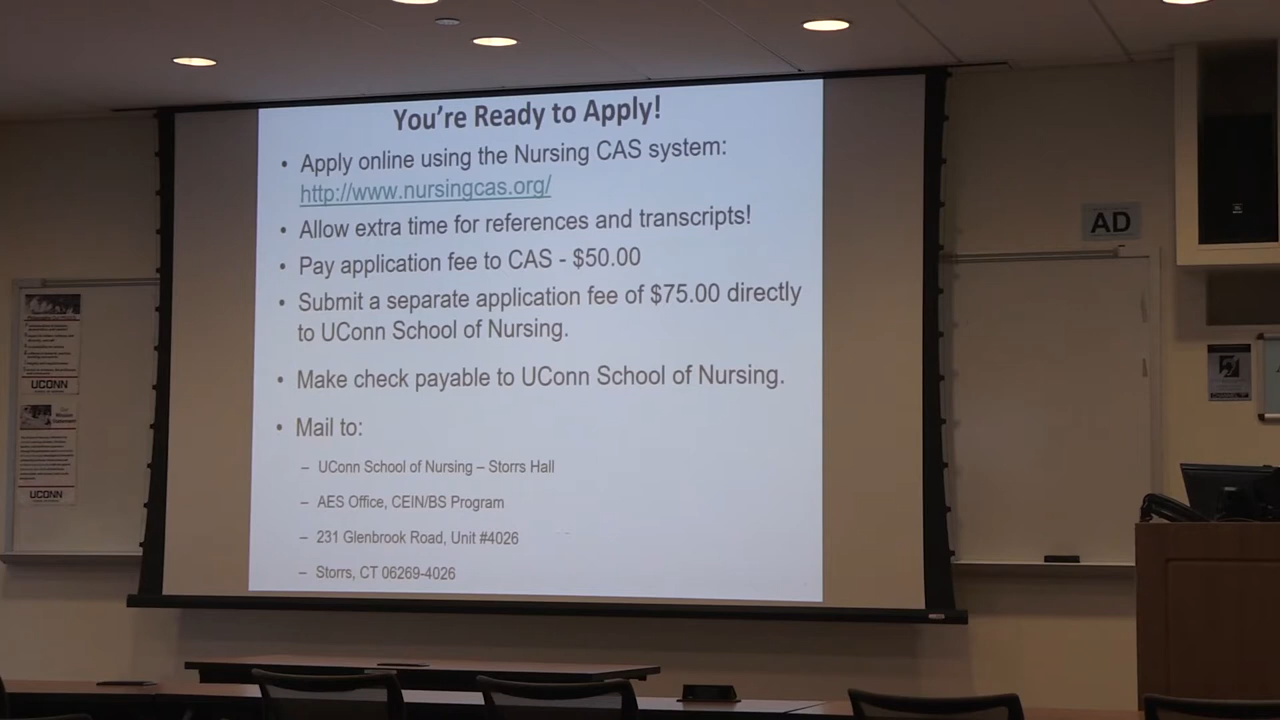 You're Ready to Apply!
• Apply online using the Nursing CAS system:
http://www.nursingcas.org/
• Allow extra time for references and transcripts!
• Pay application fee to CAS - $50.00
• Submit a separate application fee of $75.00 directly
to UConn School of Nursing.
• Make check payable to UConn School of Nursing.
• Mail to:
– UConn School of Nursing – Storrs Hall
– AES Office, CEIN/BS Program
– 231 Glenbrook Road, Unit #4026
– Storrs, CT 06269-4026
AD
UCONN
Mission
UCONN